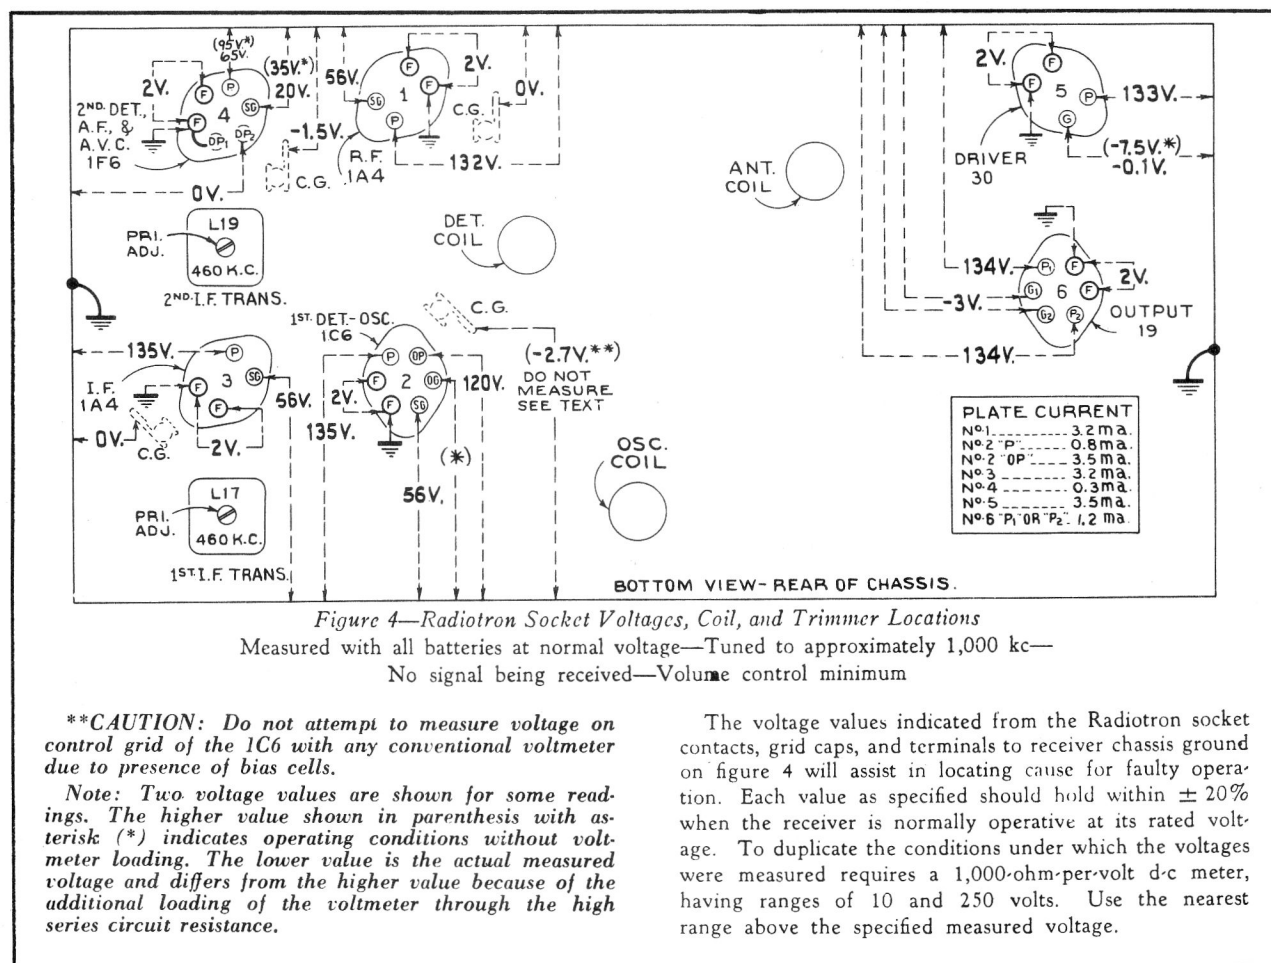 (95V.*)
65V.
2V.
F
P
(35V.*)
20V.
SG
4
F
DP1
DP2
2ND. DET.,
A.F., &
A.V.C.
1F6
-1.5V.
C.G.
0V.
56V.
F
2V.
1
F
SG
P
C.G.
0V.
R.F.
1A4
132V.
ANT.
COIL
2V.
F
F
5
P
133V.
G
DRIVER
30
(-7.5V.*)
-0.1V.
L19
PRI.
ADJ.
460 K.C.
2ND. I.F. TRANS.
DET.
COIL
134V.
P1
F
G1
6
F
2V.
-3V.
G2
P2
OUTPUT
19
134V.
1ST. DET.-OSC.
1C6
C.G.
135V.
P
I.F.
1A4
F
3
SG
F
56V.
0V.
C.G.
2V.
P
OP
F
2
OG
2V.
F
SG
120V.
135V.
(*)
56V.
(-2.7V.**)
DO NOT
MEASURE
SEE TEXT
OSC.
COIL
L17
PRI.
ADJ.
460 K.C.
1ST. I.F. TRANS.
PLATE CURRENT
No. 1 ________ 3.2 ma.
No. 2 "P" _____ 0.8 ma.
No. 2 "OP" ____ 3.5 ma.
No. 3 ________ 3.2 ma.
No. 4 ________ 0.3 ma.
No. 5 ________ 3.5 ma.
No. 6 "P1" OR "P2" _ 1.2 ma.
BOTTOM VIEW - REAR OF CHASSIS.
Figure 4—Radiotron Socket Voltages, Coil, and Trimmer Locations
Measured with all batteries at normal voltage—Tuned to approximately 1,000 kc—
No signal being received—Volume control minimum
**CAUTION: Do not attempt to measure voltage on
control grid of the 1C6 with any conventional voltmeter
due to presence of bias cells.
Note: Two voltage values are shown for some read-
ings. The higher value shown in parenthesis with as-
terisk (*) indicates operating conditions without volt-
meter loading. The lower value is the actual measured
voltage and differs from the higher value because of the
additional loading of the voltmeter through the high
series circuit resistance.
The voltage values indicated from the Radiotron socket
contacts, grid caps, and terminals to receiver chassis ground
on figure 4 will assist in locating cause for faulty opera-
tion. Each value as specified should hold within ± 20%
when the receiver is normally operative at its rated volt-
age. To duplicate the conditions under which the voltages
were measured requires a 1,000-ohm-per-volt d-c meter,
having ranges of 10 and 250 volts. Use the nearest
range above the specified measured voltage.